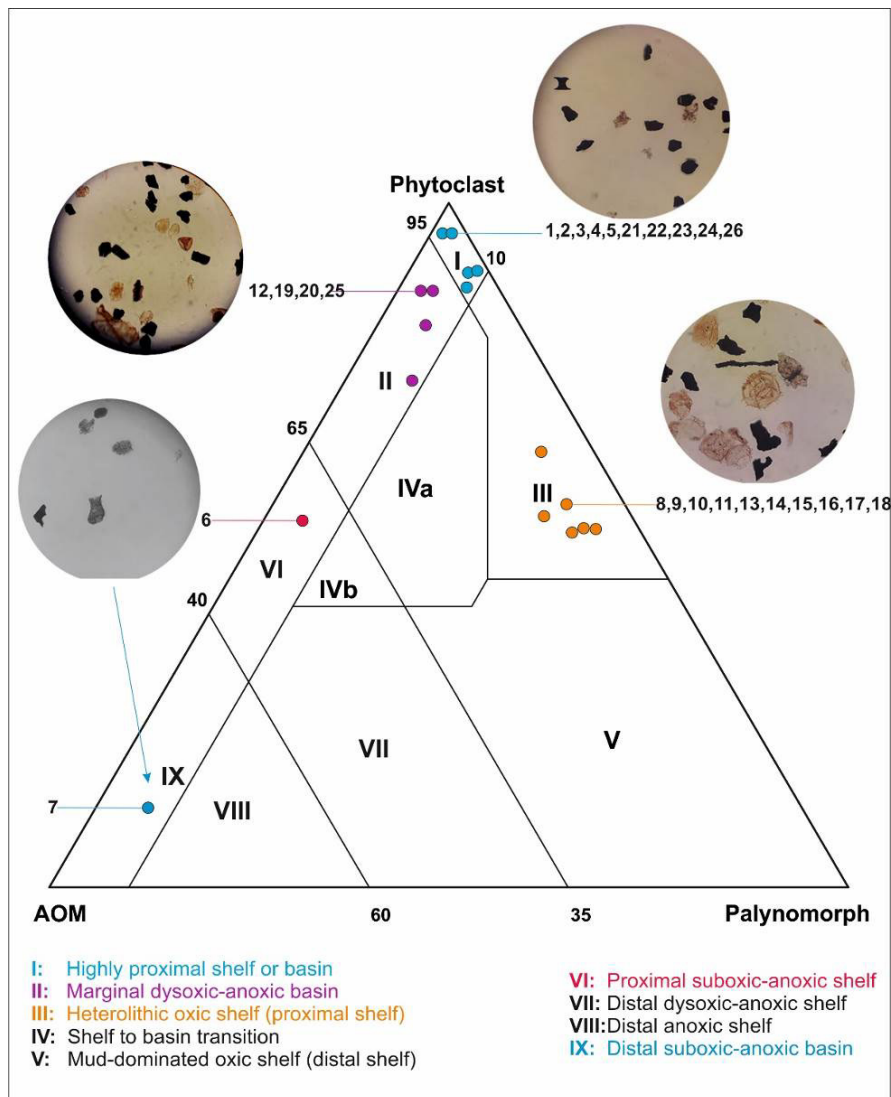 Phytoclast
95
1,2,3,4,5,21,22,23,24,26
I
10
12,19,20,25
II
65
IVa
III
8,9,10,11,13,14,15,16,17,18
6
VI
IVb
40
VII
V
IX
7
VIII
AOM
60
35
Palynomorph
I: Highly proximal shelf or basin
II: Marginal dysoxic-anoxic basin
III: Heterolithic oxic shelf (proximal shelf)
IV: Shelf to basin transition
V: Mud-dominated oxic shelf (distal shelf)
VI: Proximal suboxic-anoxic shelf
VII: Distal dysoxic-anoxic shelf
VIII:Distal anoxic shelf
IX: Distal suboxic-anoxic basin